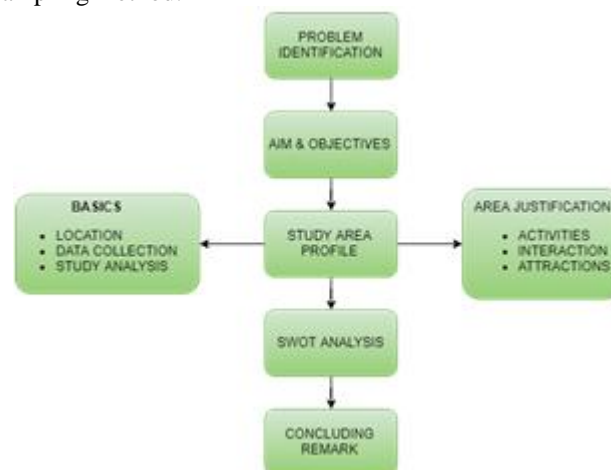 PROBLEM
IDENTIFICATION
AIM & OBJECTIVES
BASICS
• LOCATION
• DATA COLLECTION
• STUDY ANALYSIS
STUDY AREA
PROFILE
AREA JUSTIFICATION
• ACTIVITIES
• INTERACTION
• ATTRACTIONS
SWOT ANALYSIS
CONCLUDING
REMARK